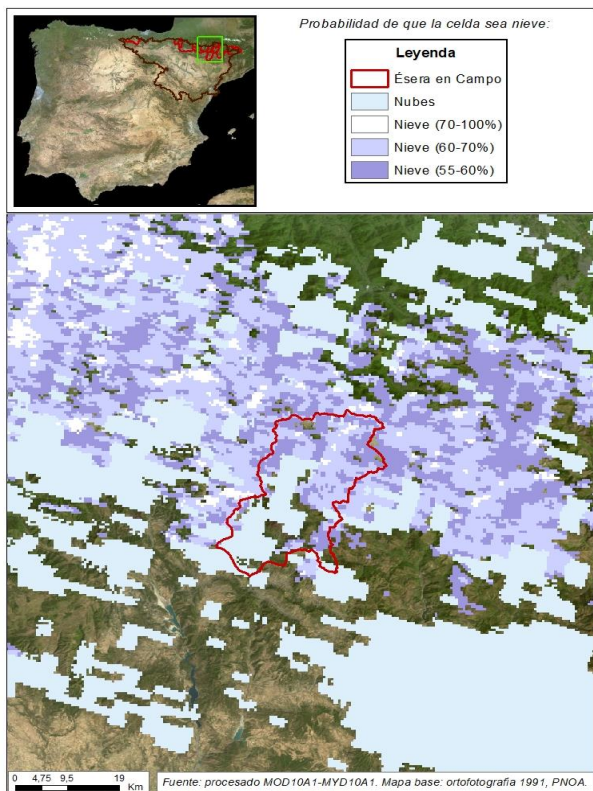 Probabilidad de que la celda sea nieve:
Leyenda
Ésera en Campo
Nubes
Nieve (70-100%)
Nieve (60-70%)
Nieve (55-60%)
0 4,75 9,5 19
Km
Fuente: procesado MOD10A1-MYD10A1. Mapa base: ortofotografia 1991, PNOA.